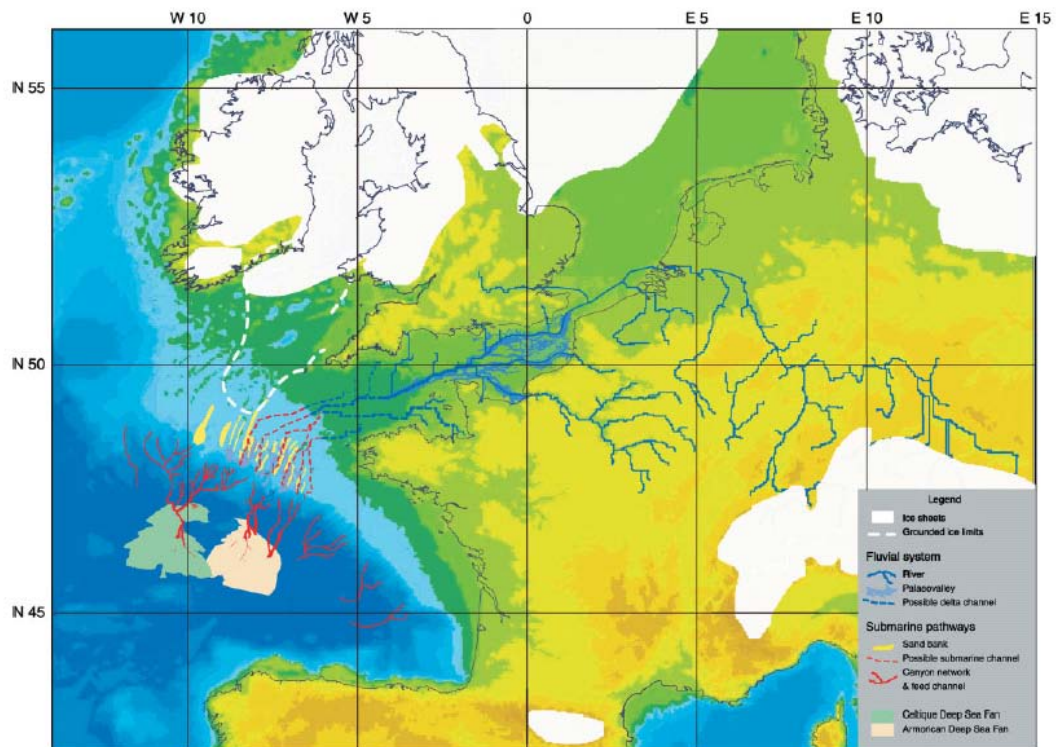 W 10 W 5 0 E 5 E 10 E 15
N 55
N 50
N 45
Legend
Ice sheets
Grounded ice limits
Fluvial system
River
Palaeovalley
Possible delta channel
Submarine pathways
Sand bank
Possible submarine channel
Canyon network
& feed channel
Celtique Deep Sea Fan
Armorican Deep Sea Fan